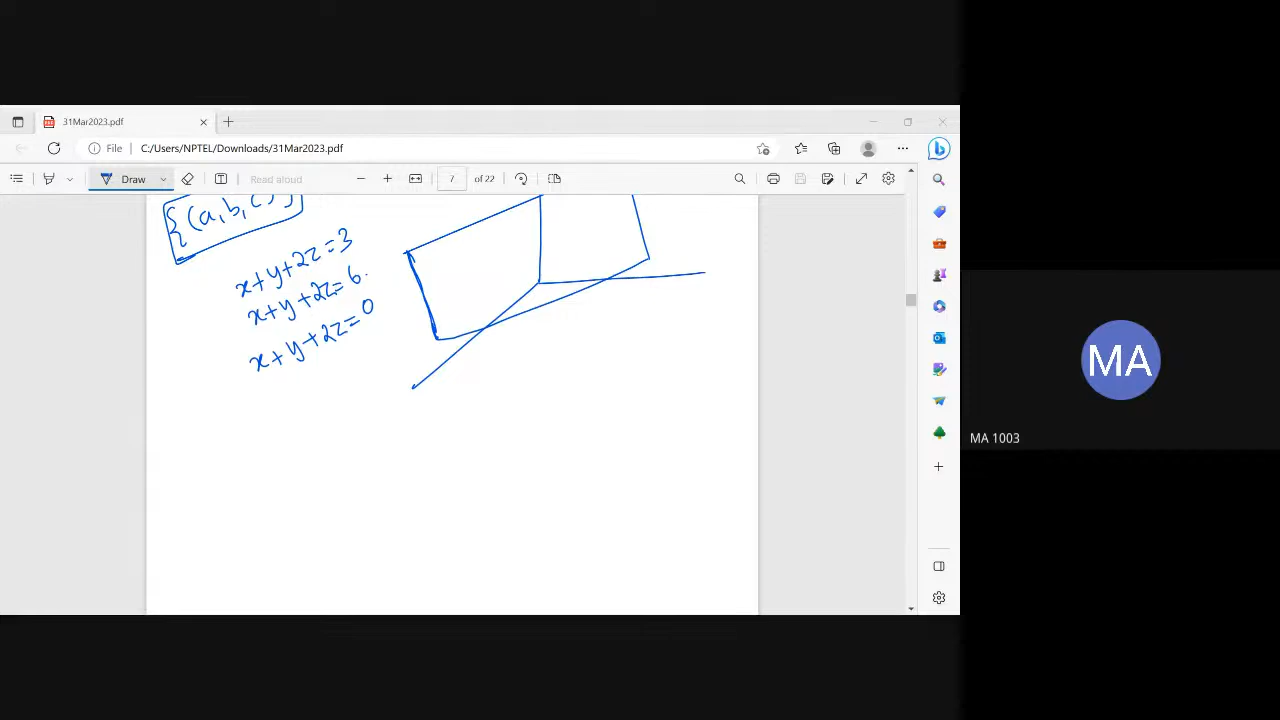 31Mar2023.pdf
File C:/Users/NPTEL/Downloads/31Mar2023.pdf
Draw Read aloud 7 of 22
{(a,b,c)}
x+y+2z=3
x+y+2z=6.
x+y+2z=0
MA
MA 1003